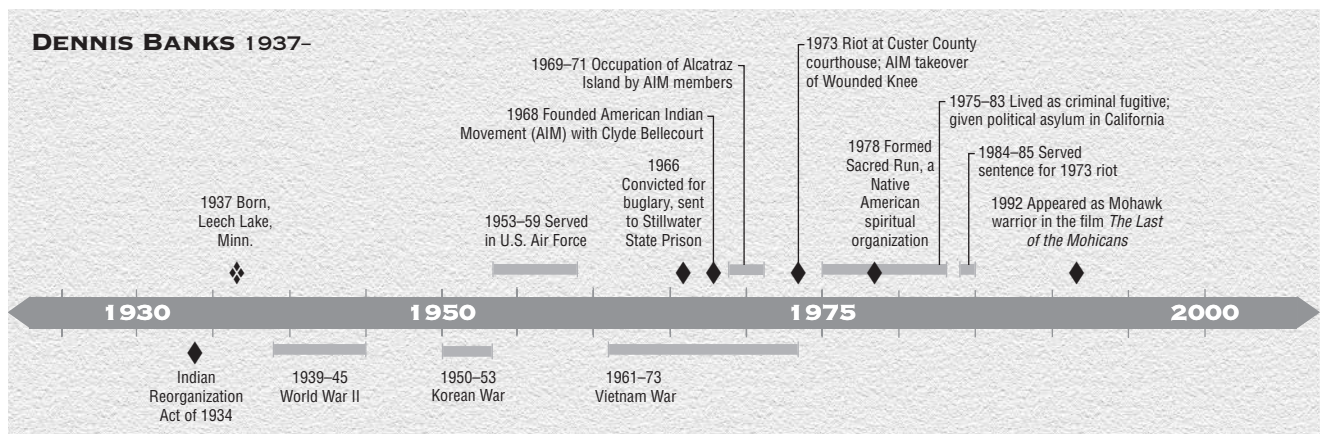 DENNIS BANKS 1937–
1969–71 Occupation of Alcatraz
Island by AIM members
1973 Riot at Custer County
courthouse; AIM takeover
of Wounded Knee
1968 Founded American Indian
Movement (AIM) with Clyde Bellecourt
1975–83 Lived as criminal fugitive;
given political asylum in California
1966
Convicted for
buglary, sent
to Stillwater
State Prison
1978 Formed
Sacred Run, a
Native
American
spiritual
organization
1984–85 Served
sentence for 1973 riot
1937 Born,
Leech Lake,
Minn.
1953–59 Served
in U.S. Air Force
1992 Appeared as Mohawk
warrior in the film The Last
of the Mohicans
1930
1950
1975
2000
Indian
Reorganization
Act of 1934
1939–45
World War II
1950–53
Korean War
1961–73
Vietnam War